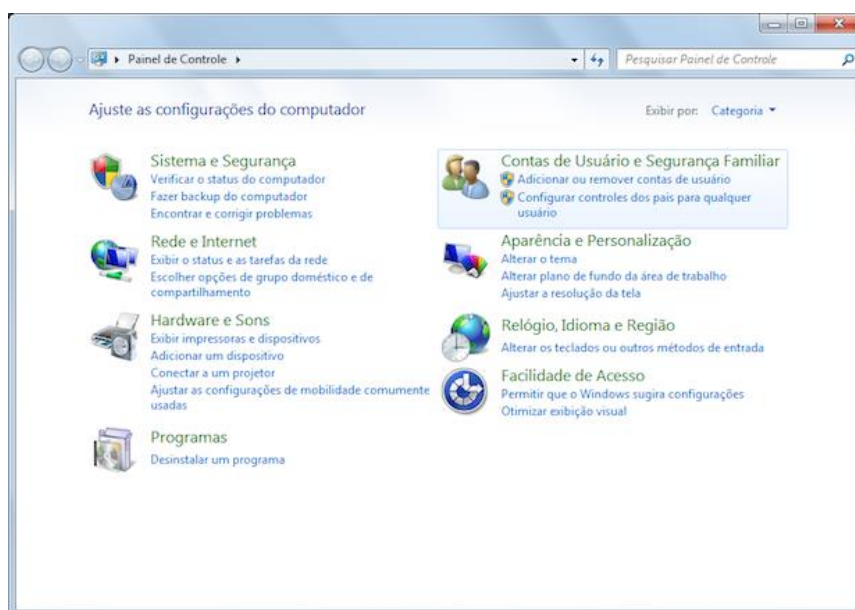 Painel de Controle
Pesquisar Painel de Controle
Ajuste as configurações do computador
Exibir por: Categoria
Sistema e Segurança
Verificar o status do computador
Fazer backup do computador
Encontrar e corrigir problemas
Rede e Internet
Exibir o status e as tarefas da rede
Escolher opções de grupo doméstico e de
compartilhamento
Hardware e Sons
Exibir impressoras e dispositivos
Adicionar um dispositivo
Conectar a um projetor
Ajustar as configurações de mobilidade comumente
usadas
Programas
Desinstalar um programa
Contas de Usuário e Segurança Familiar
Adicionar ou remover contas de usuário
Configurar controles dos pais para qualquer
usuário
Aparência e Personalização
Alterar o tema
Alterar plano de fundo da área de trabalho
Ajustar a resolução da tela
Relógio, Idioma e Região
Alterar os teclados ou outros métodos de entrada
Facilidade de Acesso
Permitir que o Windows sugira configurações
Otimizar exibição visual